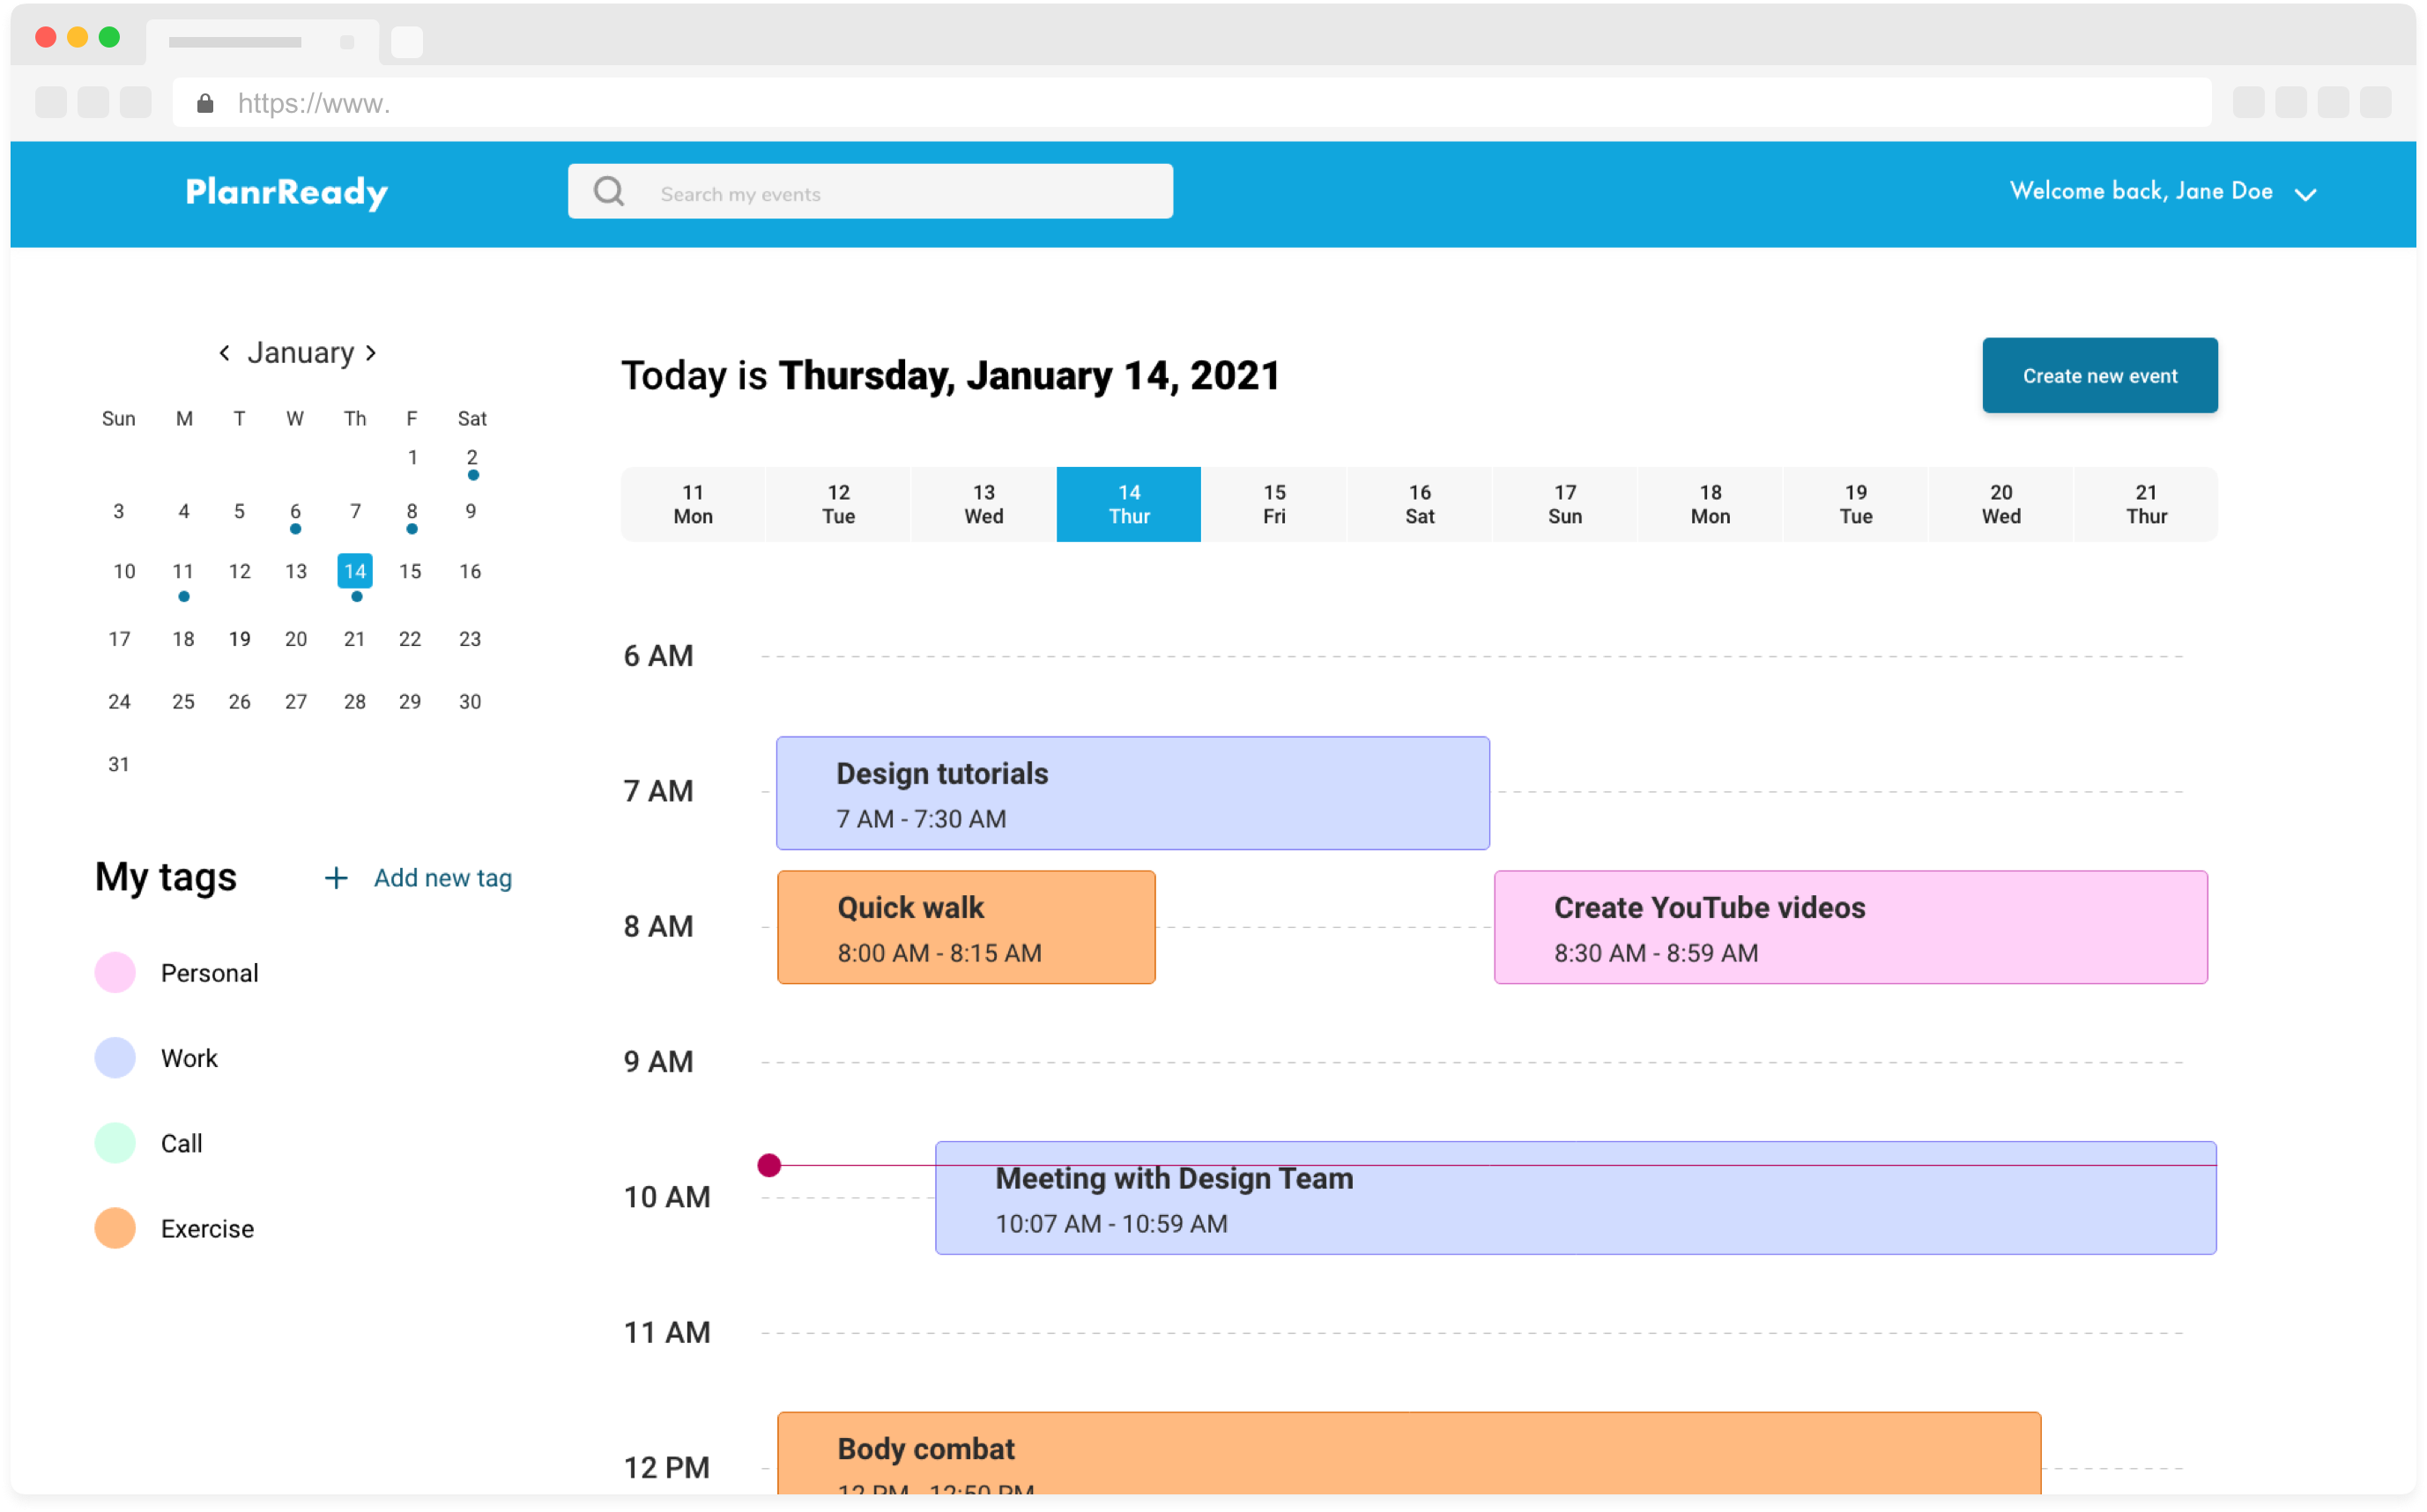 https://www.
PlanrReady
Search my events
Welcome back, Jane Doe
January
Sun M T W Th F Sat
1 2
3 4 5 6 7 8 9
10 11 12 13 14 15 16
17 18 19 20 21 22 23
24 25 26 27 28 29 30
31
My tags
Add new tag
Personal
Work
Call
Exercise
Today is Thursday, January 14, 2021
Create new event
11 12 13 14 15 16 17 18 19 20 21
Mon Tue Wed Thur Fri Sat Sun Mon Tue Wed Thur
6 AM
7 AM
Design tutorials
7 AM - 7:30 AM
8 AM
Quick walk
8:00 AM - 8:15 AM
Create YouTube videos
8:30 AM - 8:59 AM
9 AM
10 AM
Meeting with Design Team
10:07 AM - 10:59 AM
11 AM
12 PM
Body combat
12 PM - 12:50 PM